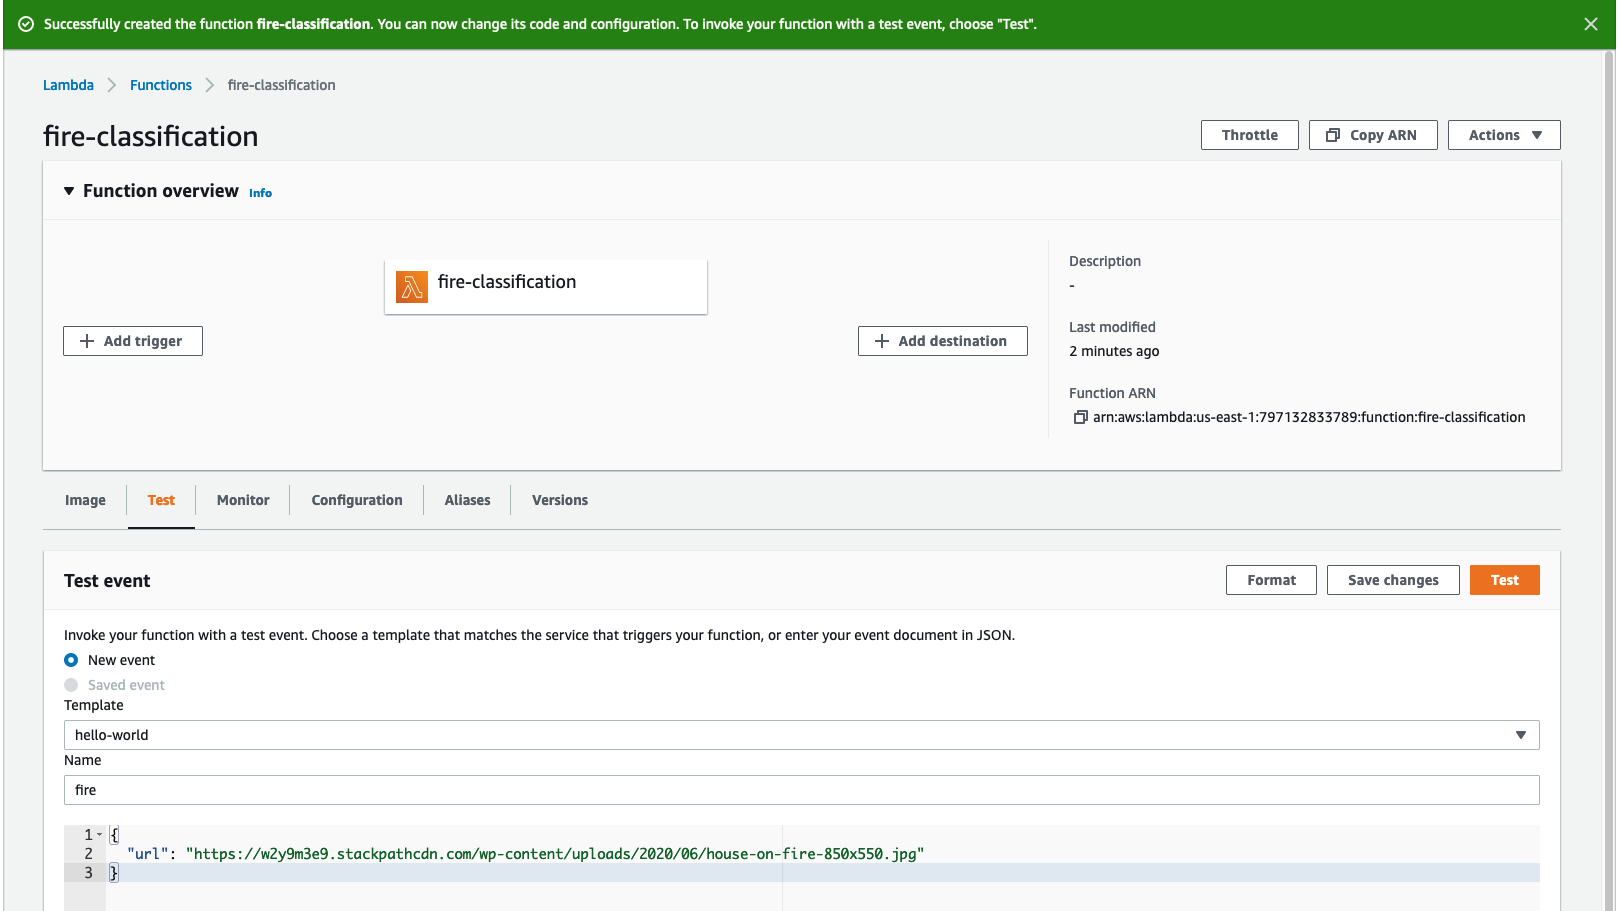 Successfully created the function fire-classification. You can now change its code and configuration. To invoke your function with a test event, choose "Test".
Lambda Functions fire-classification
fire-classification
Throttle Copy ARN Actions
Function overview Info
fire-classification
Add trigger
Add destination
Description
-
Last modified
2 minutes ago
Function ARN
arn:aws:lambda:us-east-1:797132833789:function:fire-classification
Image Test Monitor Configuration Aliases Versions
Test event
Format Save changes Test
Invoke your function with a test event. Choose a template that matches the service that triggers your function, or enter your event document in JSON.
New event
Saved event
Template
hello-world
Name
fire
1 {
2 "url": "https://w2y9m3e9.stackpathcdn.com/wp-content/uploads/2020/06/house-on-fire-850x550.jpg"
3 }